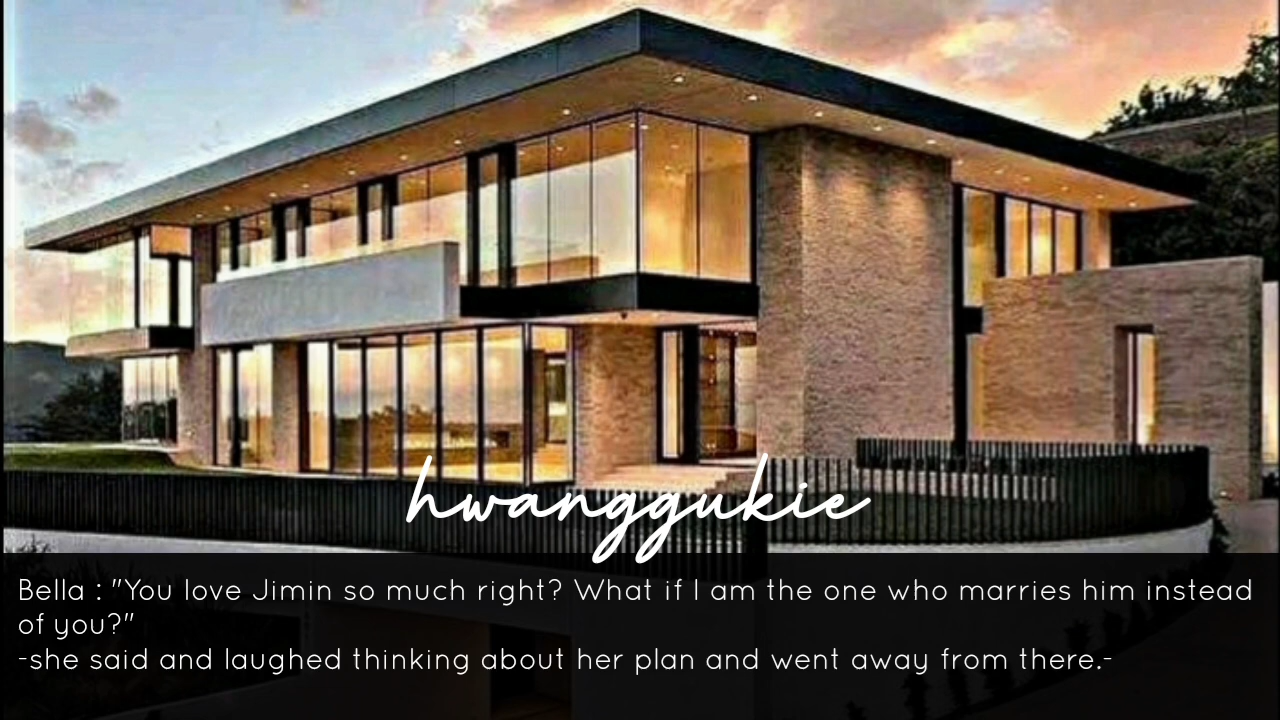 hwanggukie
Bella : "You love Jimin so much right? What if I am the one who marries him instead
of you?"
-she said and laughed thinking about her plan and went away from there.-